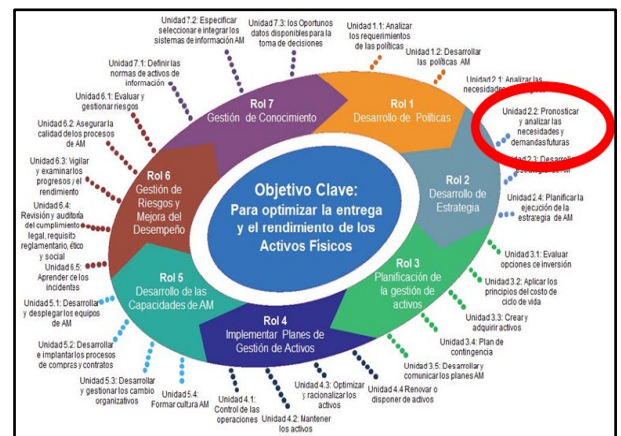 Unidad 7.2: Especificar
seleccionar e integrar los
sistemas de información AM
Unidad 7.3: los Oportunos
datos disponibles para la
toma de decisiones
Unidad 1.1: Analizar
los requerimientos
de las políticas
Unidad 1.2: Desarrollar
las políticas AM
Unidad 7.1: Definir las
normas de activos de
información
Unidad 2.1: Analizar las
necesidades
Unidad 6.1: Evaluar y
gestionar riesgos
Rol 7
Gestión de Conocimiento
Rol 1
Desarrollo de Políticas
Unidad 2.2: Pronosticar
y analizar las
necesidades y
demandas futuras
Unidad 6.2: Asegurar la
calidad de los procesos
de AM
Unidad 6.3: Vigilar
y examinar los
progresos y el
rendimiento
Rol 6
Gestión de
Riesgos y
Mejora del
Desempeño
Objetivo Clave:
Para optimizar la entrega
y el rendimiento de los
Activos Físicos
Rol 2
Desarrollo de
Estrategia
2.3: Desarrollar
Unidad 2.4: Planificar la
ejecución de la
estrategia de AM
Unidad 6.4:
Revisión y auditoría
del cumplimiento
legal, requisito
reglamentario, ético
y social
Unidad 6.5:
Aprender de los
incidentes
Rol 3
Planificación de
la gestión de
activos
Unidad 3.1: Evaluar
opciones de inversión
Unidad 3.2: Aplicar los
principios del costo de
ciclo de vida
Unidad 3.3: Crear y
adquirir activos
Unidad 3.4: Plan de
contingencia
Unidad 3.5: Desarrollar y
comunicar los planes AM
Rol 5
Desarrollo de las
Capacidades de AM
Rol 4
Implementar Planes de
Gestión de Activos
Unidad 5.1: Desarrollar
y desplegar los equipos
de AM
Unidad 5.2: Desarrollar
e implantar los procesos
de compras y contratos
Unidad 5.3: Desarrollar
y gestionar los cambio
organizativos
Unidad 5.4:
Formar cultura AM
Unidad 4.1:
Control de las
operaciones
Unidad 4.2: Mantener
los activos
Unidad 4.3: Optimizar
y racionalizar los
activos
Unidad 4.4 Renovar o
disponer de activos